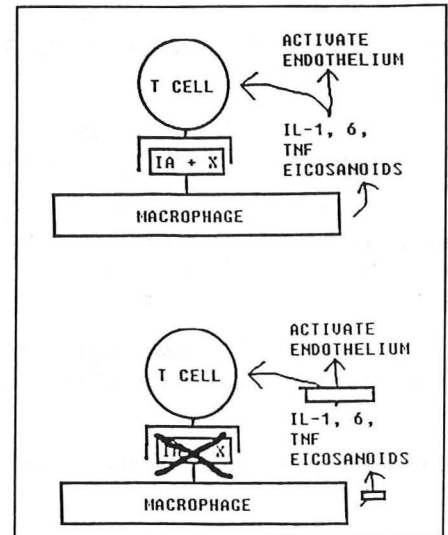 ACTIVATE
ENDOTHELIUM
T CELL
IL-1, 6,
TNF
EICOSANOIDS
IA + X
MACROPHAGE
ACTIVATE
ENDOTHELIUM
T CELL
IL-1, 6,
TNF
EICOSANOIDS
IA X
MACROPHAGE